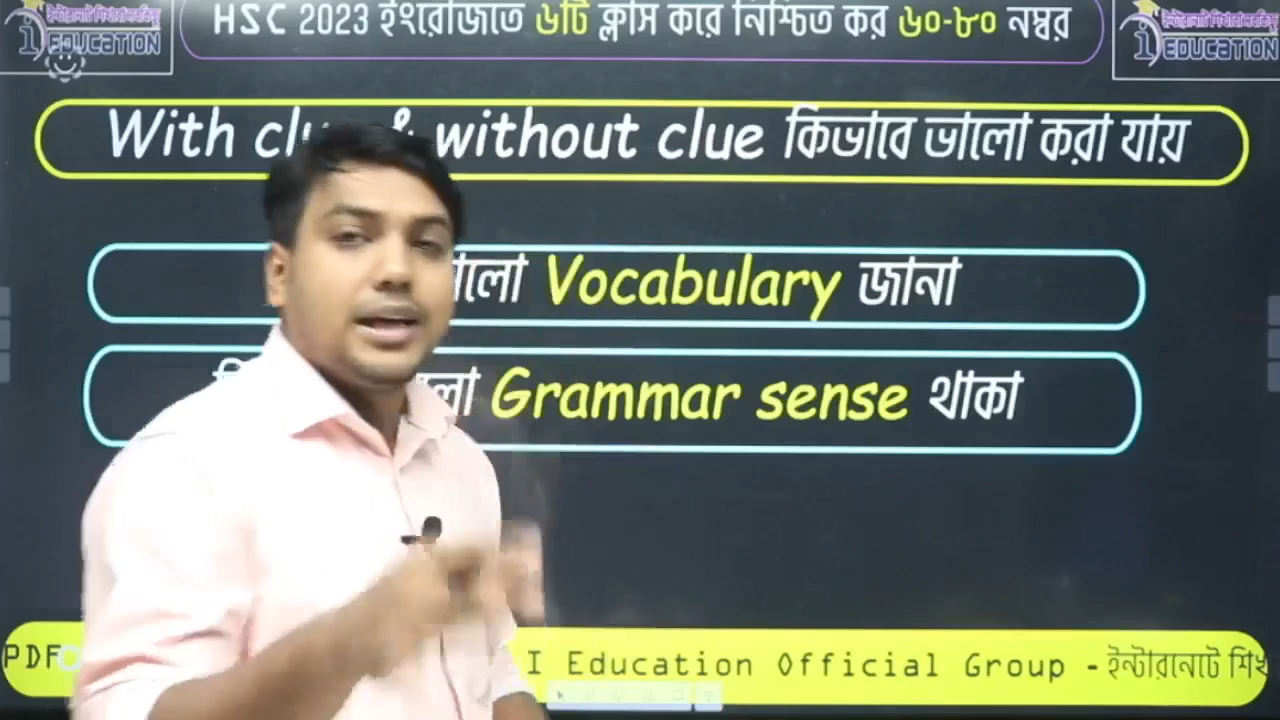 HSC 2023 ইংরেজিতে ৬টি ক্লাস করে নিশ্চিত কর ৬০-৮০ নম্বর
EDUCATION
EDUCATION
With & without clue কিভাবে ভালো করা যায়
Vocabulary জানা
Grammar sense থাকা
PDF I Education Official Group - ইন্টারনেটে